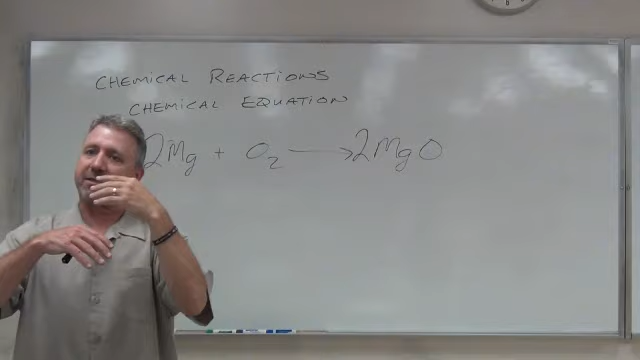 CHEMICAL REACTIONS
CHEMICAL EQUATION
2Mg + O₂ → 2MgO